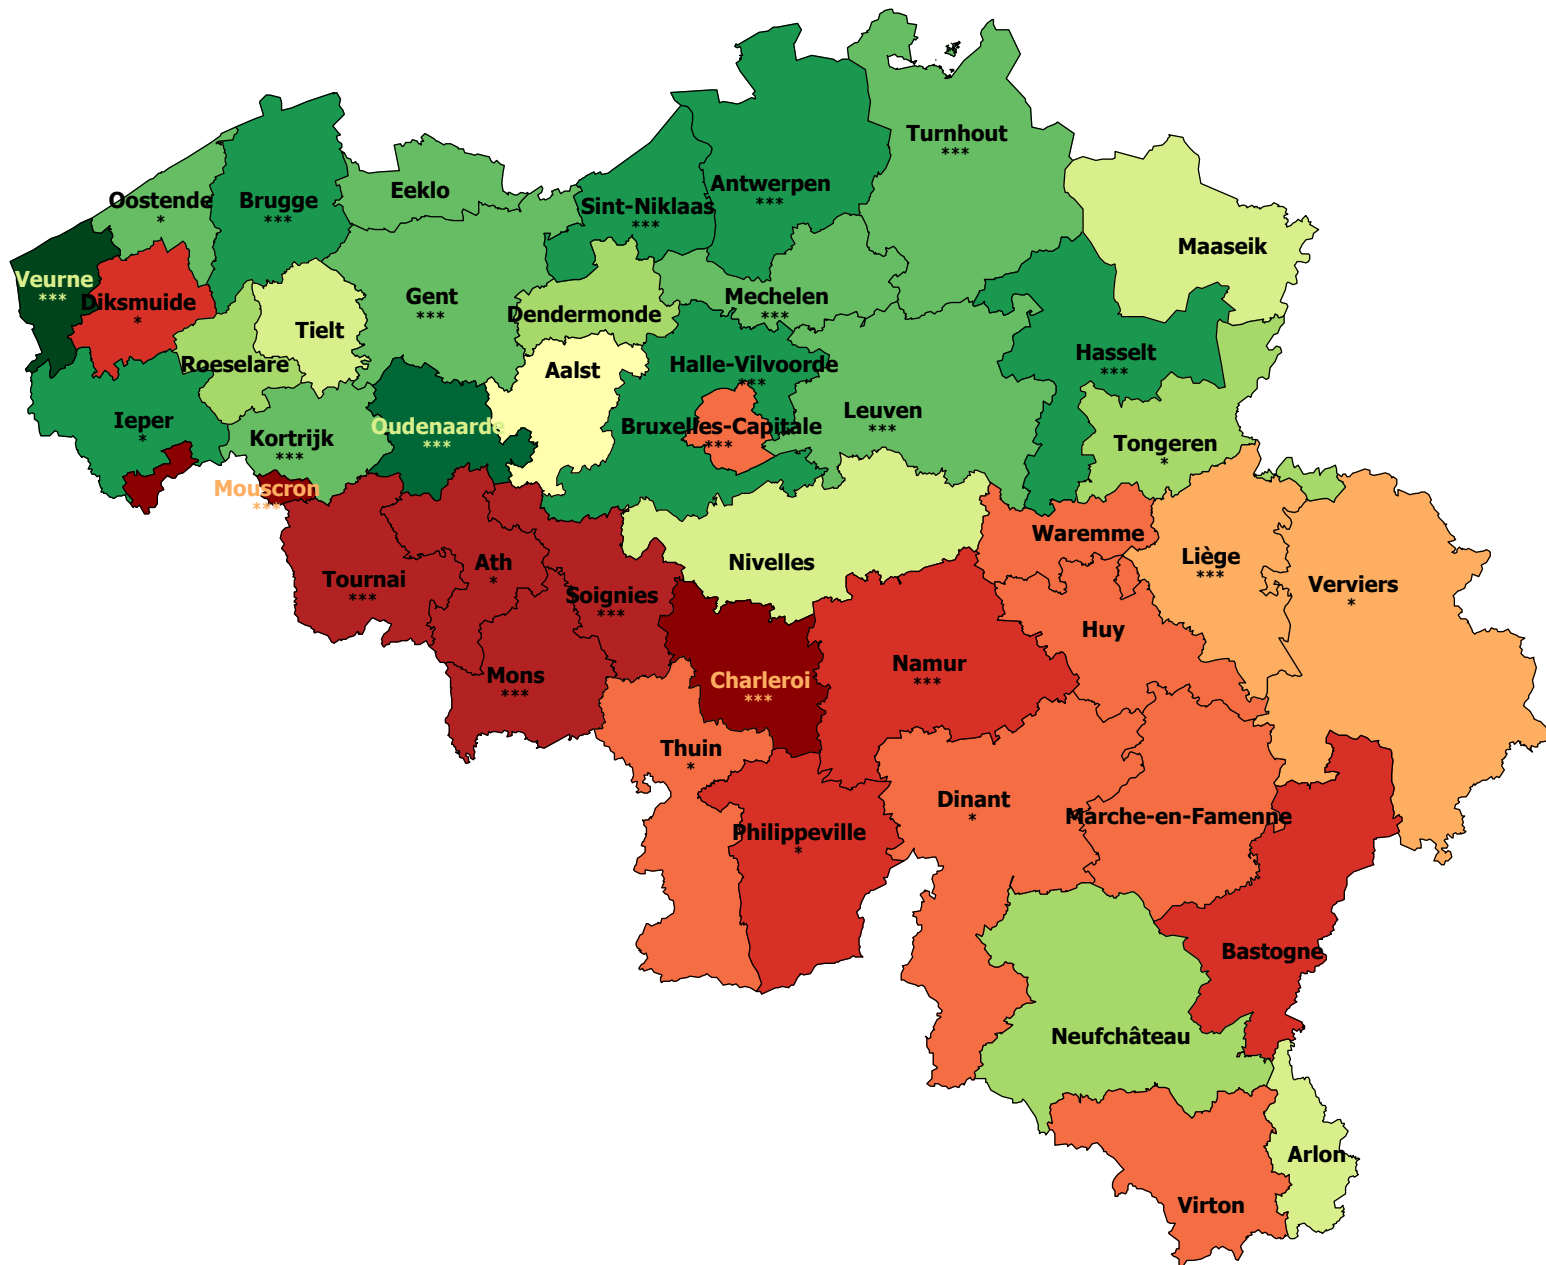 Turnhout
***
Antwerpen
***
Eeklo
Oostende
*
Brugge
***
Sint-Niklaas
***
Maaseik
Veurne
***
Diksmuide
*
Gent
***
Mechelen
***
Dendermonde
Tielt
Roeselare
Aalst
Halle-Vilvoorde
***
Hasselt
***
Ieper
*
Kortrijk
***
Oudenaarde
***
Bruxelles-Capitale
***
Leuven
***
Tongeren
*
Mouscron
***
Waremme
Tournai
***
Ath
*
Nivelles
Liège
***
Verviers
*
Soignies
***
Huy
Mons
***
Charleroi
***
Namur
***
Thuin
*
Dinant
*
Marche-en-Famenne
Philippeville
*
Bastogne
Neufchâteau
Arlon
Virton